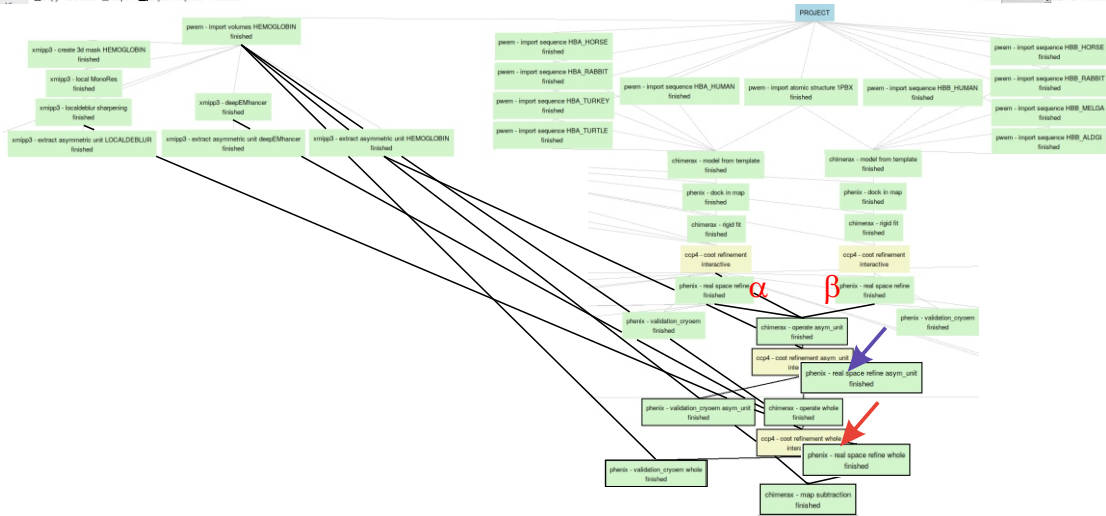 PROJECT
pwem - import volumes HEMOGLOBIN
finished
xmipp3 - create 3d mask HEMOGLOBIN
finished
xmipp3 - local MonoRes
finished
xmipp3 - localdeblur sharpening
finished
xmipp3 - deepEMhancer
finished
xmipp3 - extract asymmetric unit LOCALDEBLUR
finished
xmipp3 - extract asymmetric unit deepEMhancer
finished
xmipp3 - extract asymmetric unit HEMOGLOBIN
finished
pwem - import sequence HBA_HORSE
finished
pwem - import sequence HBA_RABBIT
finished
pwem - import sequence HBA_TURKEY
finished
pwem - import sequence HBA_TURTLE
finished
pwem - import sequence HBA_HUMAN
finished
pwem - import atomic structure 1PBX
finished
pwem - import sequence HBB_HUMAN
finished
pwem - import sequence HBB_HORSE
finished
pwem - import sequence HBB_RABBIT
finished
pwem - import sequence HBB_MELGA
finished
pwem - import sequence HBB_ALDGI
finished
chimerax - model from template
finished
chimerax - model from template
finished
phenix - dock in map
finished
phenix - dock in map
finished
chimerax - rigid fit
finished
chimerax - rigid fit
finished
ccp4 - coot refinement
interactive
ccp4 - coot refinement
interactive
phenix - real space refine
finished
α
β
phenix - real space refine
finished
phenix - validation_cryoem
finished
chimerax - operate asym_unit
finished
phenix - validation_cryoem
finished
ccp4 - coot refinement asym_unit
phenix - real space refine asym_unit
finished
phenix - validation_cryoem asym_unit
finished
chimerax - operate whole
finished
ccp4 - coot refinement whole
phenix - real space refine whole
finished
phenix - validation_cryoem whole
finished
chimerax - map subtraction
finished